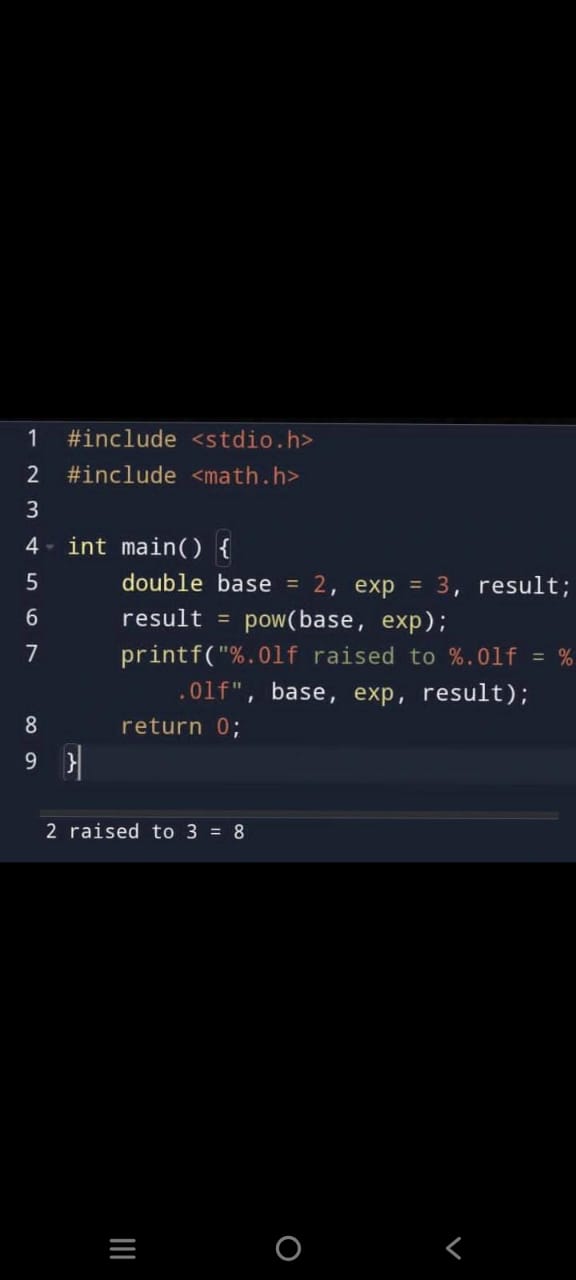 1 #include <stdio.h>
2 #include <math.h>
3
4 int main() {
5 double base = 2, exp = 3, result;
6 result = pow(base, exp);
7 printf("%.0lf raised to %.0lf = %
.0lf", base, exp, result);
8 return 0;
9 }
2 raised to 3 = 8